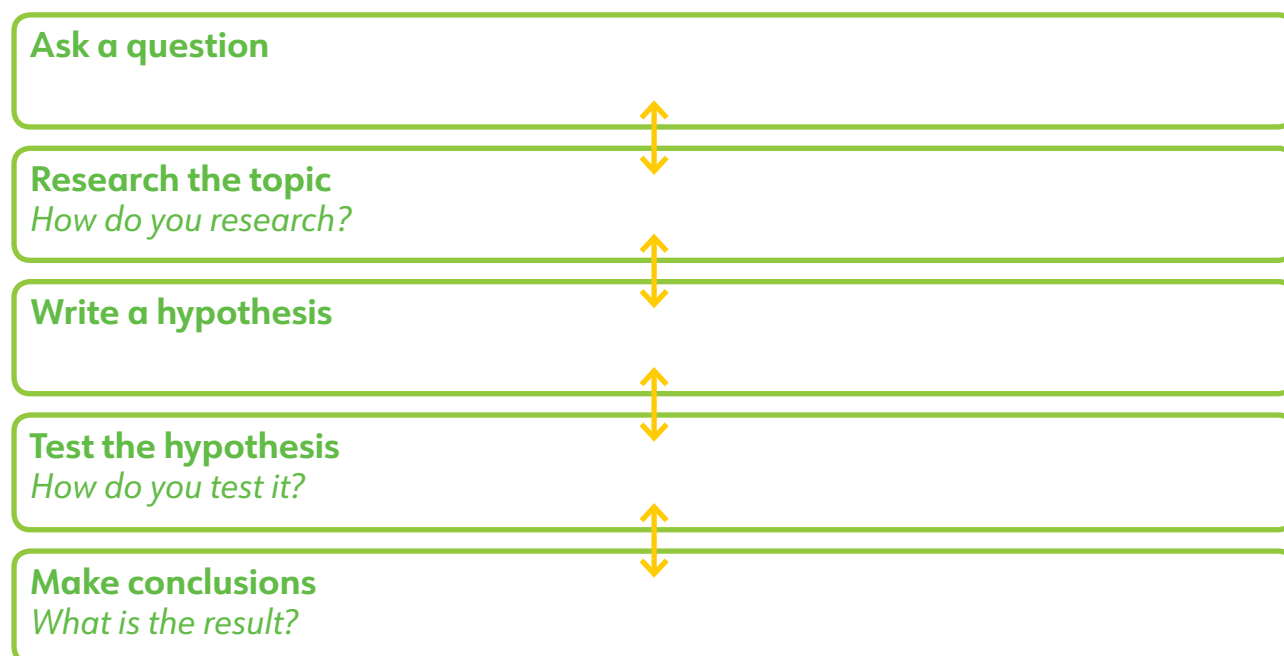 Ask a question
Research the topic
How do you research?
Write a hypothesis
Test the hypothesis
How do you test it?
Make conclusions
What is the result?